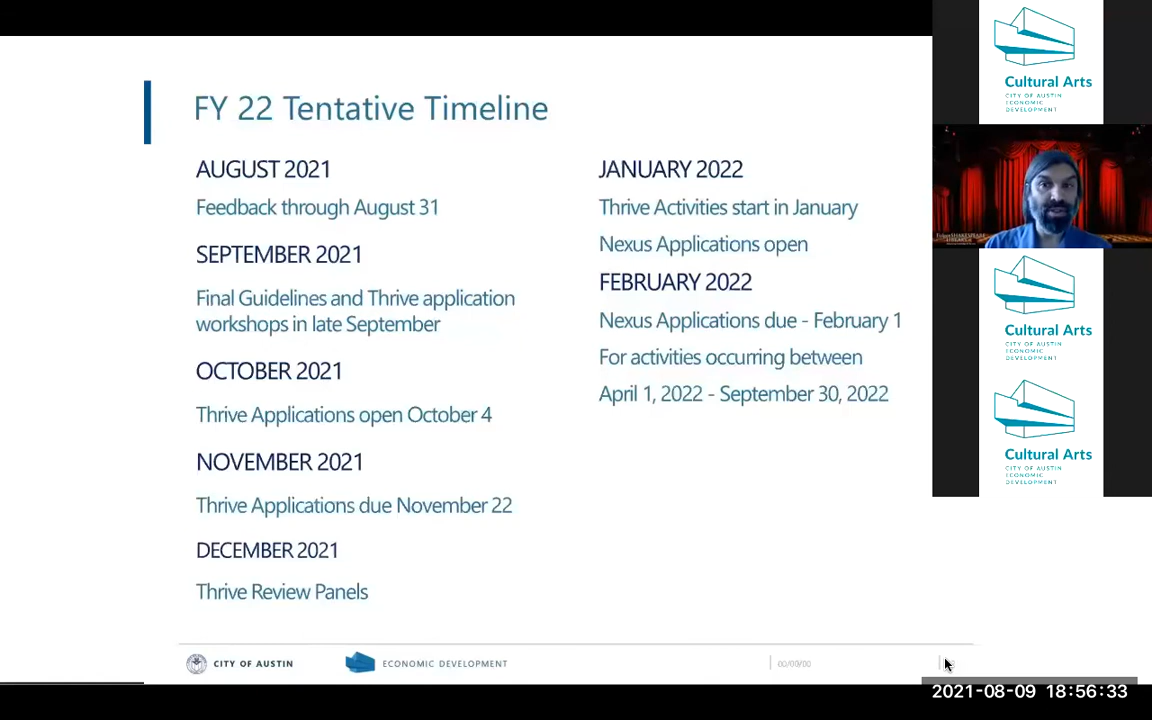 FY 22 Tentative Timeline
AUGUST 2021
Feedback through August 31
SEPTEMBER 2021
Final Guidelines and Thrive application
workshops in late September
OCTOBER 2021
Thrive Applications open October 4
NOVEMBER 2021
Thrive Applications due November 22
DECEMBER 2021
Thrive Review Panels
JANUARY 2022
Thrive Activities start in January
Nexus Applications open
FEBRUARY 2022
Nexus Applications due - February 1
For activities occurring between
April 1, 2022 - September 30, 2022
CITY OF AUSTIN
ECONOMIC DEVELOPMENT
00/00/00
Cultural Arts
CITY OF AUSTIN
ECONOMIC
DEVELOPMENT
Cultural Arts
CITY OF AUSTIN
ECONOMIC
DEVELOPMENT
Cultural Arts
CITY OF AUSTIN
ECONOMIC
DEVELOPMENT
2021-08-09 18:56:33